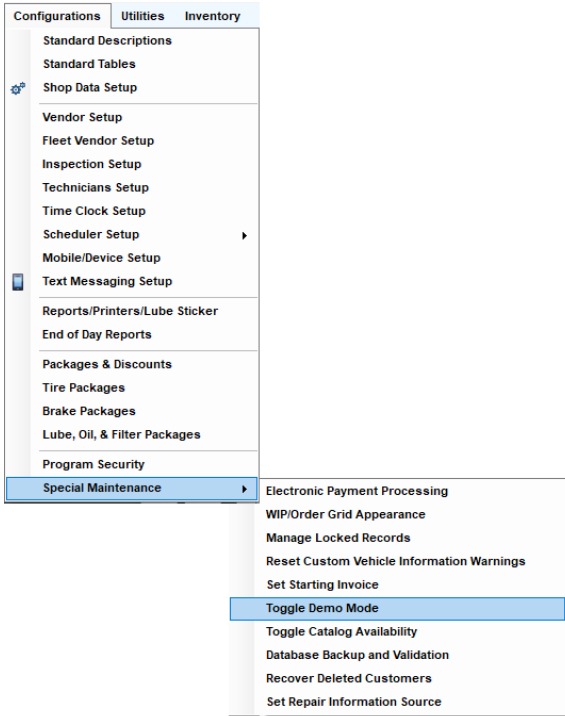 Configurations Utilities Inventory
Standard Descriptions
Standard Tables
Shop Data Setup
Vendor Setup
Fleet Vendor Setup
Inspection Setup
Technicians Setup
Time Clock Setup
Scheduler Setup
Mobile/Device Setup
Text Messaging Setup
Reports/Printers/Lube Sticker
End of Day Reports
Packages & Discounts
Tire Packages
Brake Packages
Lube, Oil, & Filter Packages
Program Security
Special Maintenance
Electronic Payment Processing
WIP/Order Grid Appearance
Manage Locked Records
Reset Custom Vehicle Information Warnings
Set Starting Invoice
Toggle Demo Mode
Toggle Catalog Availability
Database Backup and Validation
Recover Deleted Customers
Set Repair Information Source